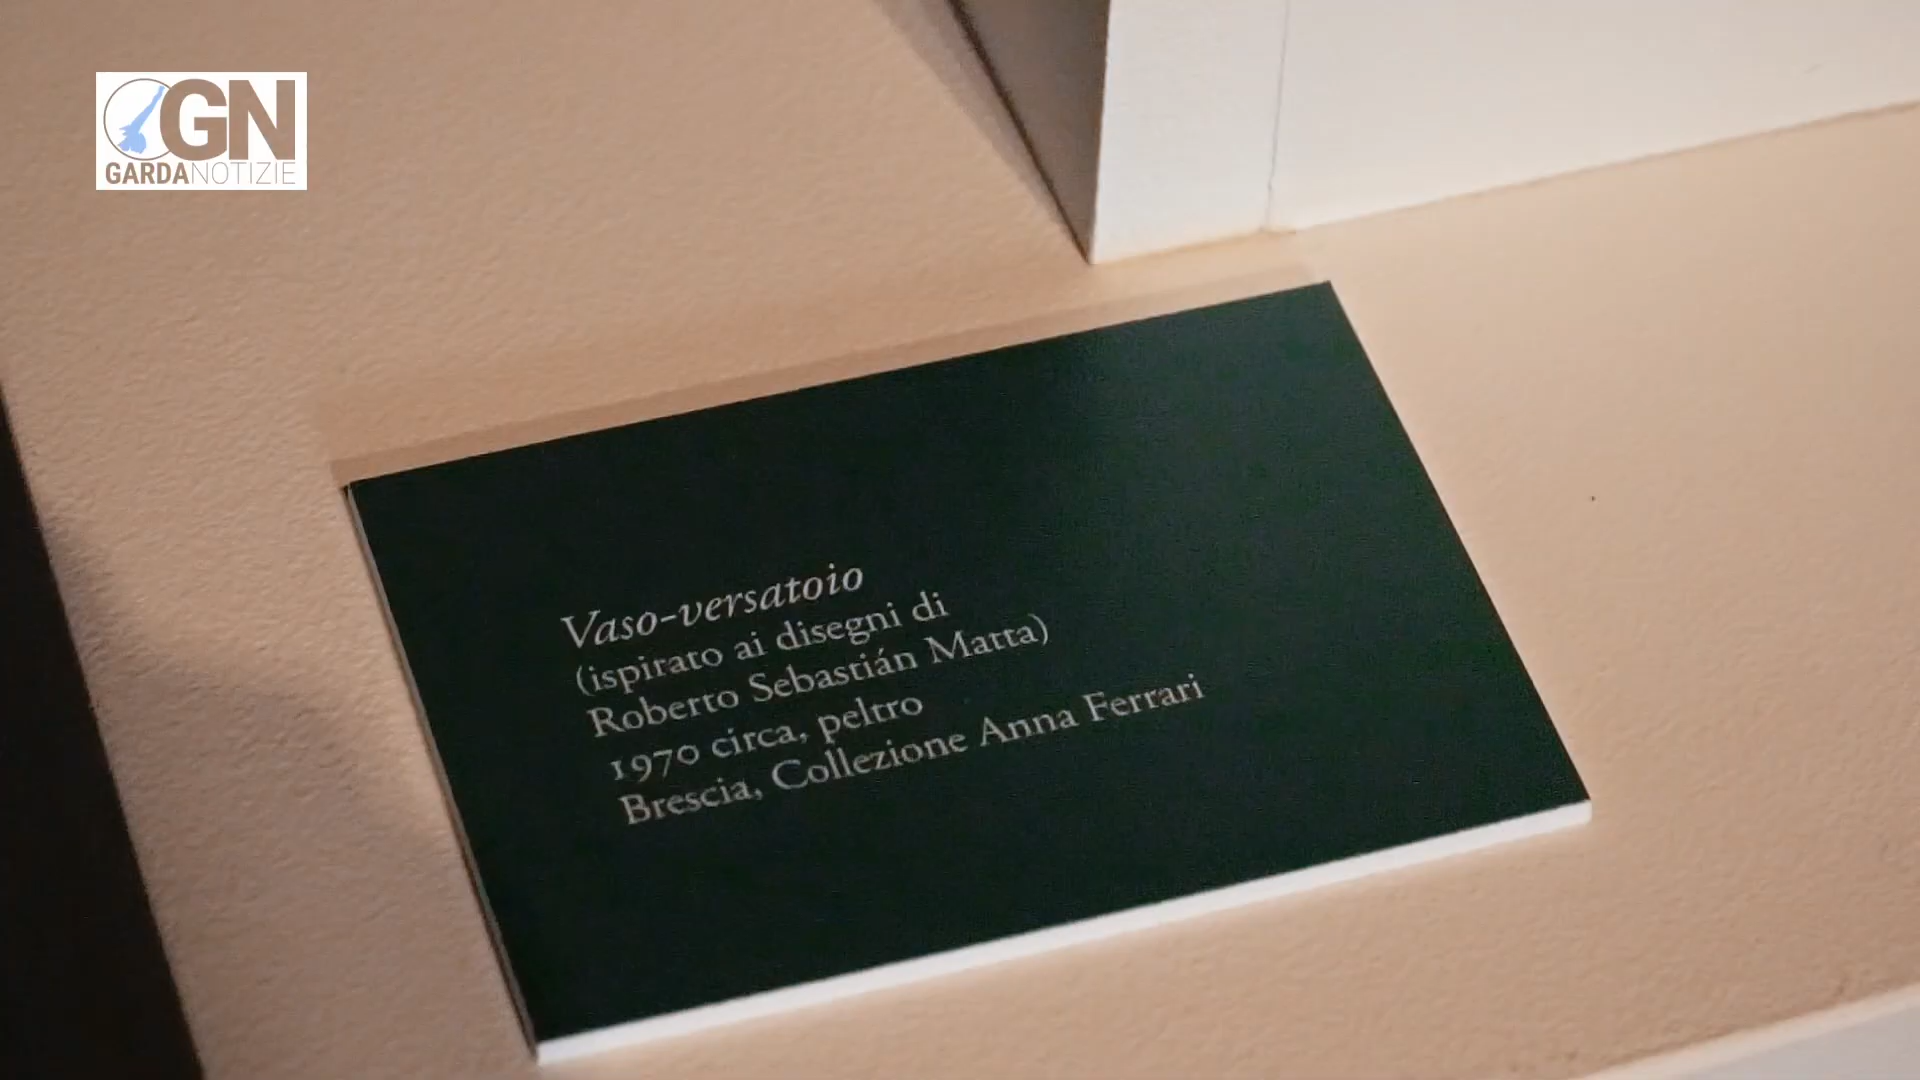 GN
GARDANOTIZIE
Vaso-versatoio
(ispirato ai disegni di
Roberto Sebastián Matta)
1970 circa, peltro
Brescia, Collezione Anna Ferrari